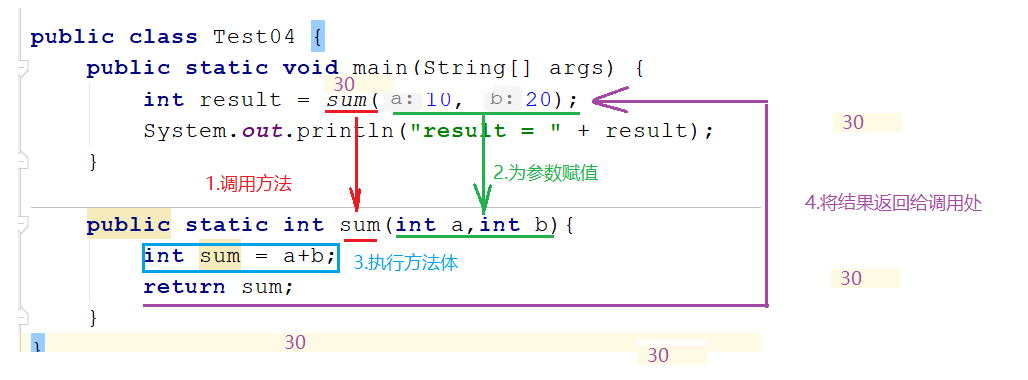 public class Test04 {
public static void main(String[] args) {
30
int result = sum( a: 10, b: 20);
30
System.out.println("result = " + result);
}
1.调用方法
2.为参数赋值
4.将结果返回给调用处
public static int sum(int a,int b){
int sum = a+b;
3.执行方法体
30
return sum;
}
30
}
30